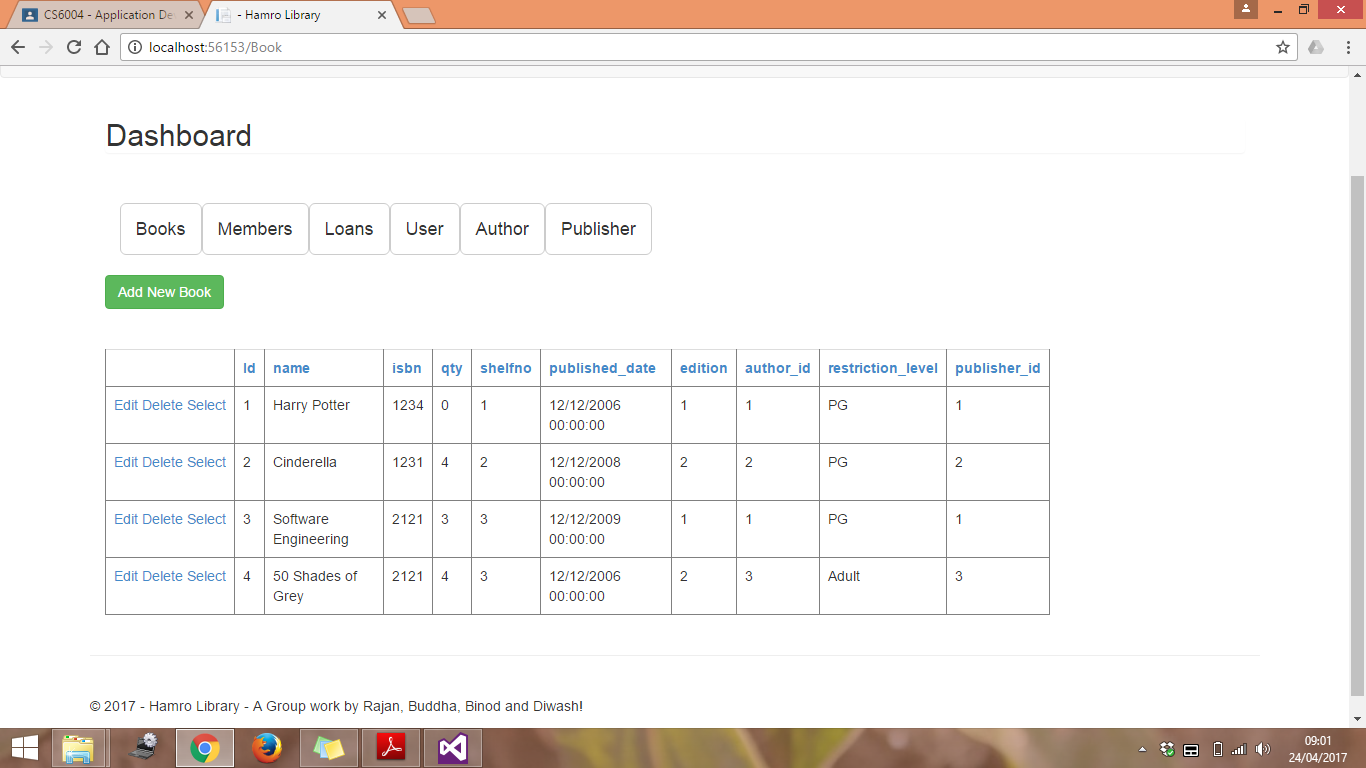 CS6004 - Application De
- Hamro Library
localhost:56153/Book
Dashboard
Books Members Loans User Author Publisher
Add New Book
Id name isbn qty shelfno published_date edition author_id restriction_level publisher_id
Edit Delete Select 1 Harry Potter 1234 0 1 12/12/2006 1 1 PG 1
00:00:00
Edit Delete Select 2 Cinderella 1231 4 2 12/12/2008 2 2 PG 2
00:00:00
Edit Delete Select 3 Software 2121 3 3 12/12/2009 1 1 PG 1
Engineering 00:00:00
Edit Delete Select 4 50 Shades of 2121 4 3 12/12/2006 2 3 Adult 3
Grey 00:00:00
© 2017 - Hamro Library - A Group work by Rajan, Buddha, Binod and Diwash!
09:01
24/04/2017